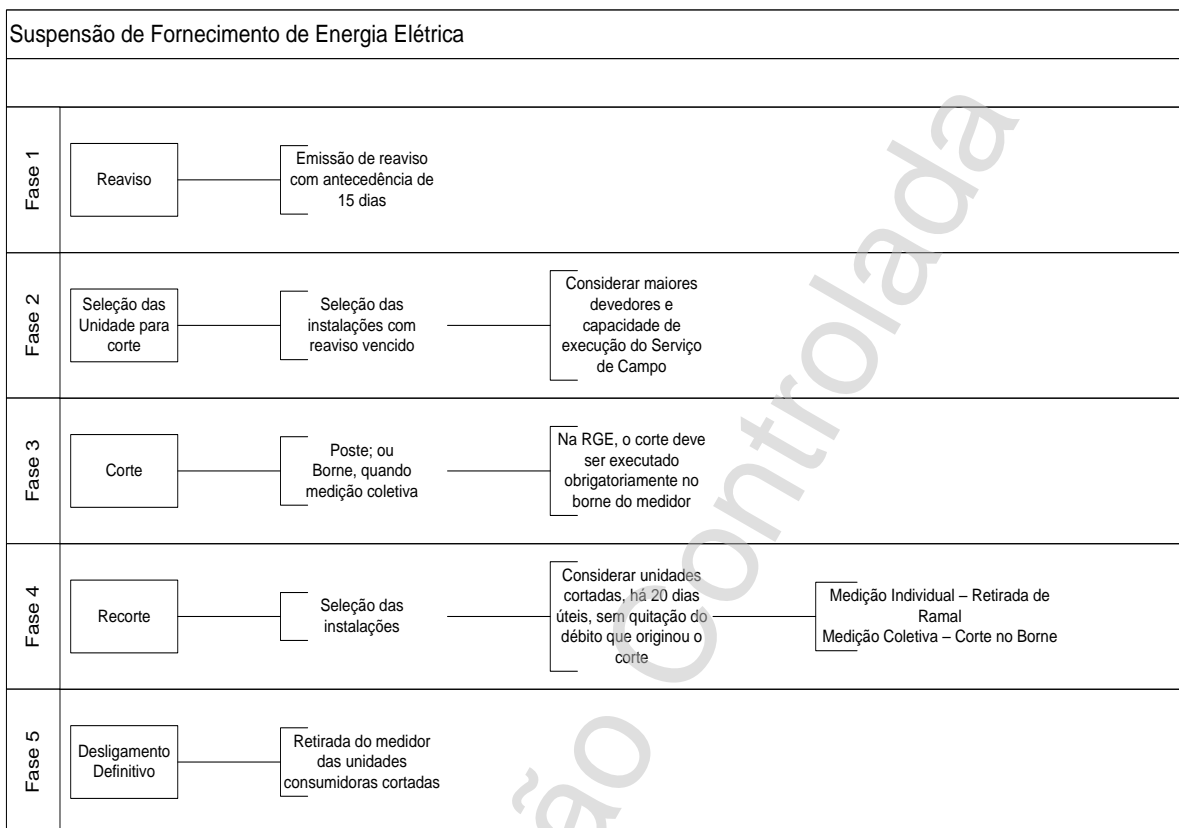 Suspensão de Fornecimento de Energia Elétrica
Fase 1
Reaviso
Emissão de reaviso
com antecedência de
15 dias
Fase 2
Seleção das
Unidade para
corte
Seleção das
instalações com
reaviso vencido
Considerar maiores
devedores e
capacidade de
execução do Serviço
de Campo
Fase 3
Corte
Poste; ou
Borne, quando
medição coletiva
Na RGE, o corte deve
ser executado
obrigatoriamente no
borne do medidor
Fase 4
Recorte
Seleção das
instalações
Considerar unidades
cortadas, há 20 dias
úteis, sem quitação do
débito que originou o
corte
Medição Individual – Retirada de
Ramal
Medição Coletiva – Corte no Borne
Fase 5
Desligamento
Definitivo
Retirada do medidor
das unidades
consumidoras cortadas
ão Controlada